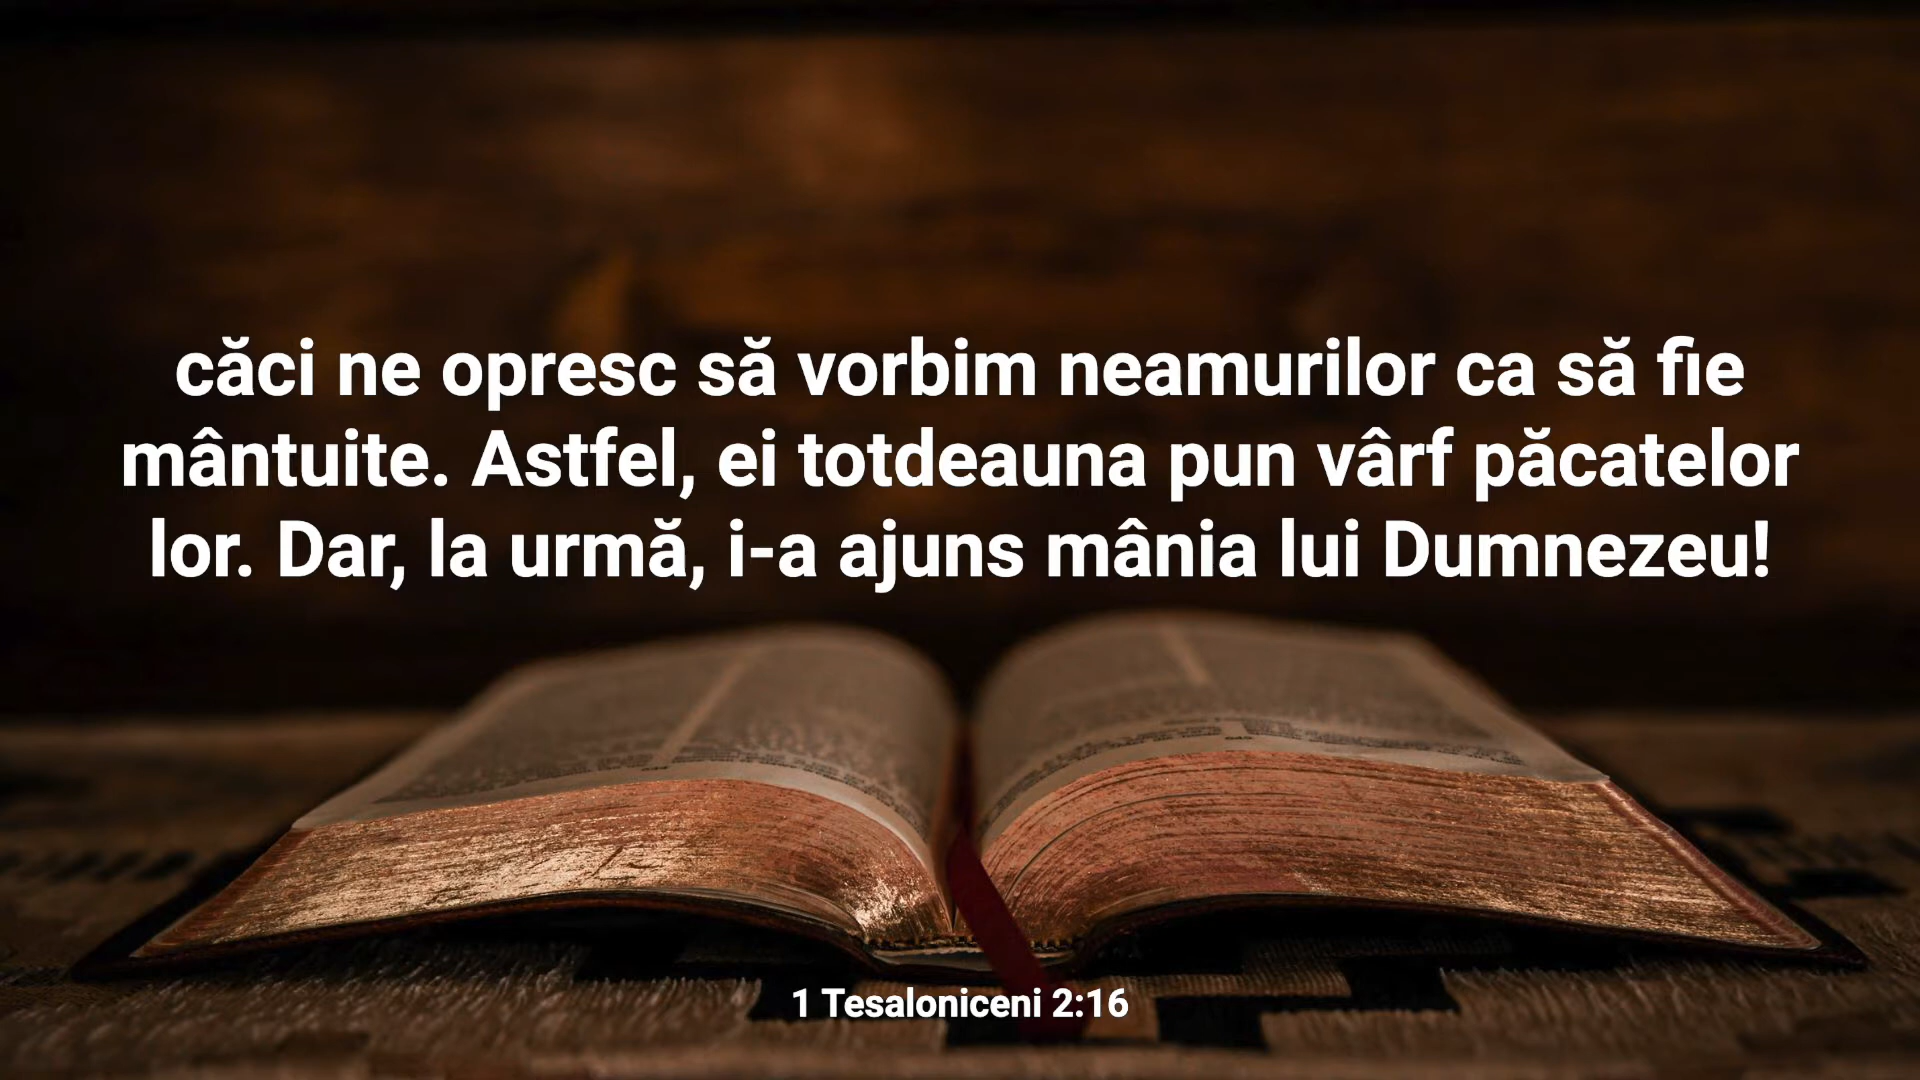 căci ne opresc să vorbim neamurilor ca să fie
mântuite. Astfel, ei totdeauna pun vârf păcatelor
lor. Dar, la urmă, i-a ajuns mânia lui Dumnezeu!
1 Tesaloniceni 2:16